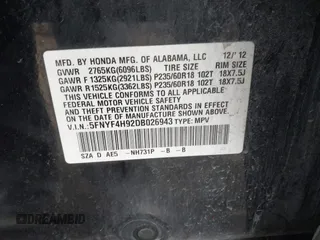 MFD. BY HONDA MFG. OF ALABAMA, LLC 12/'12
GVWR 2765KG(6096LBS) TIRE SIZE RIM SIZE
GAWR F 1325KG(2921LBS) P235/60R18 102T 18X7.5J
GAWR R1525KG(3362LBS) P235/60R18 102T 18X7.5J
THIS VEHICLE CONFORMS TO ALL APPLICABLE
FEDERAL MOTOR VEHICLE SAFETY
AND THEFT PREVENTION STANDARDS IN EFFECT ON
THE DATE OF MANUFACTURE SHOWN ABOVE.
V.I.N.:5FNYF4H92DB026943 TYPE: MPV
SZA D AE5 NH731P -B -B
© AUTOBIDMD